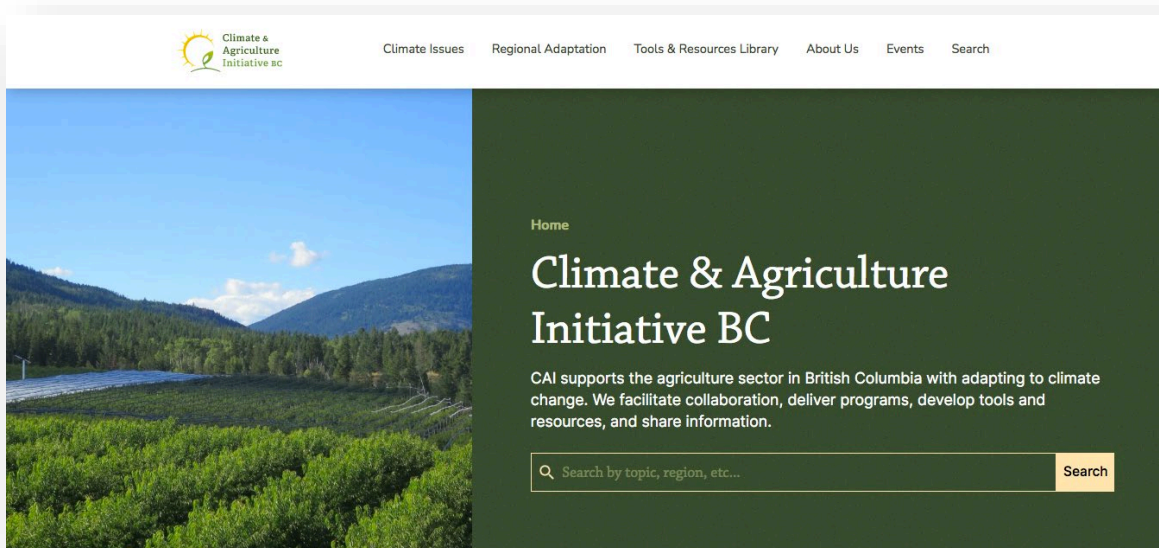 Climate &
Agriculture
Initiative BC
Climate Issues Regional Adaptation Tools & Resources Library About Us Events Search
Home
Climate & Agriculture
Initiative BC
CAI supports the agriculture sector in British Columbia with adapting to climate
change. We facilitate collaboration, deliver programs, develop tools and
resources, and share information.
Search by topic, region, etc... Search